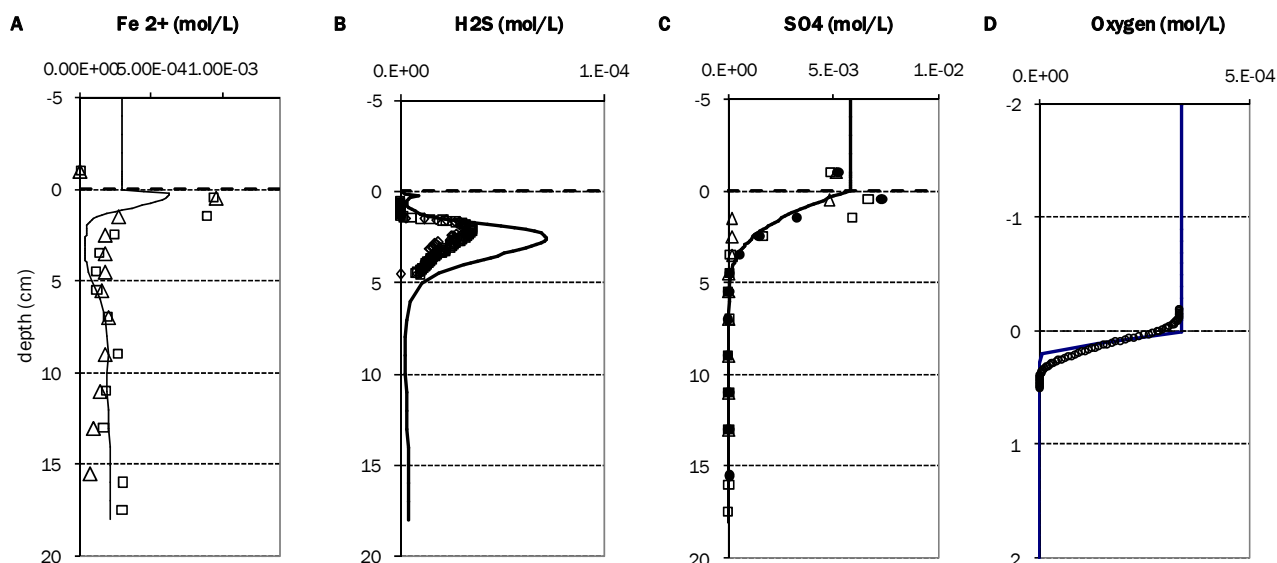 A Fe 2+ (mol/L) B H2S (mol/L) C SO4 (mol/L) D Oxygen (mol/L)
0.00E+005.00E-041.00E-03 0.E+00 1.E-04 0.E+00 5.E-03 1.E-02 0.E+00 5.E-04
-5 -5 -5 -2
0 0 0 -1
depth (cm)
5 5 5 0
10 10 10 1
15 15 15
20 20 20 2